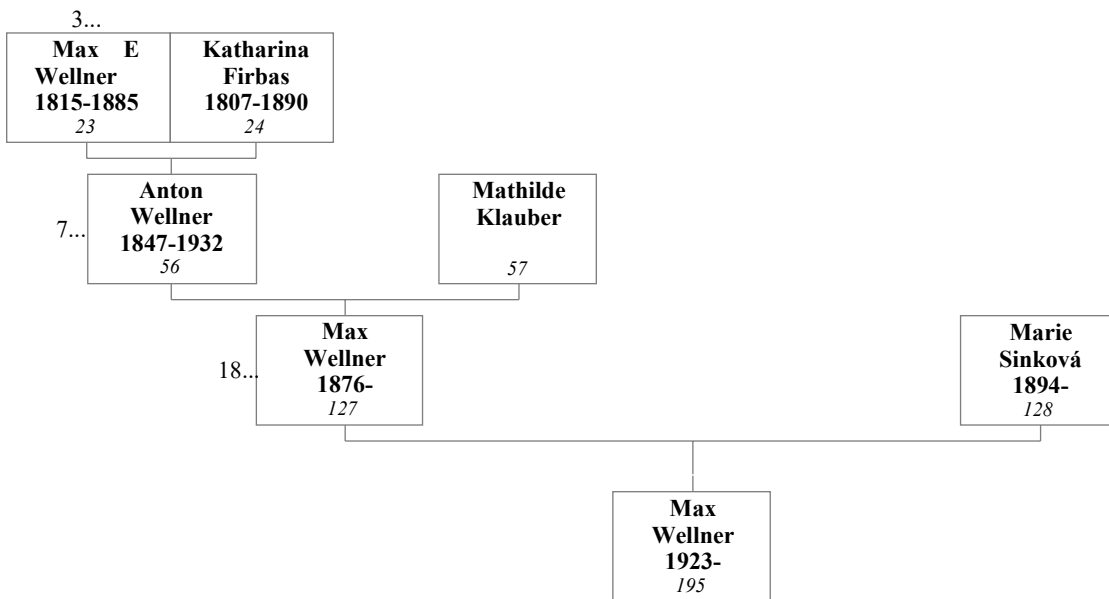 3...
Max E
Wellner
1815-1885
23
Katharina
Firbas
1807-1890
24
7...
Anton
Wellner
1847-1932
56
Mathilde
Klauber
57
18...
Max
Wellner
1876-
127
Marie
Sinková
1894-
128
Max
Wellner
1923-
195